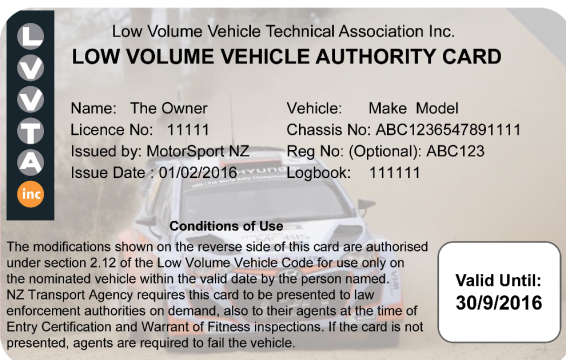 L
V
V
T
A
inc
Low Volume Vehicle Technical Association Inc.
LOW VOLUME VEHICLE AUTHORITY CARD
Name: The Owner
Licence No: 11111
Issued by: MotorSport NZ
Issue Date : 01/02/2016
Vehicle: Make Model
Chassis No: ABC1236547891111
Reg No: (Optional): ABC123
Logbook: 111111
HYUNDAI
Conditions of Use
The modifications shown on the reverse side of this card are authorised
under section 2.12 of the Low Volume Vehicle Code for use only on
the nominated vehicle within the valid date by the person named.
NZ Transport Agency requires this card to be presented to law
enforcement authorities on demand, also to their agents at the time of
Entry Certification and Warrant of Fitness inspections. If the card is not
presented, agents are required to fail the vehicle.
Valid Until:
30/9/2016